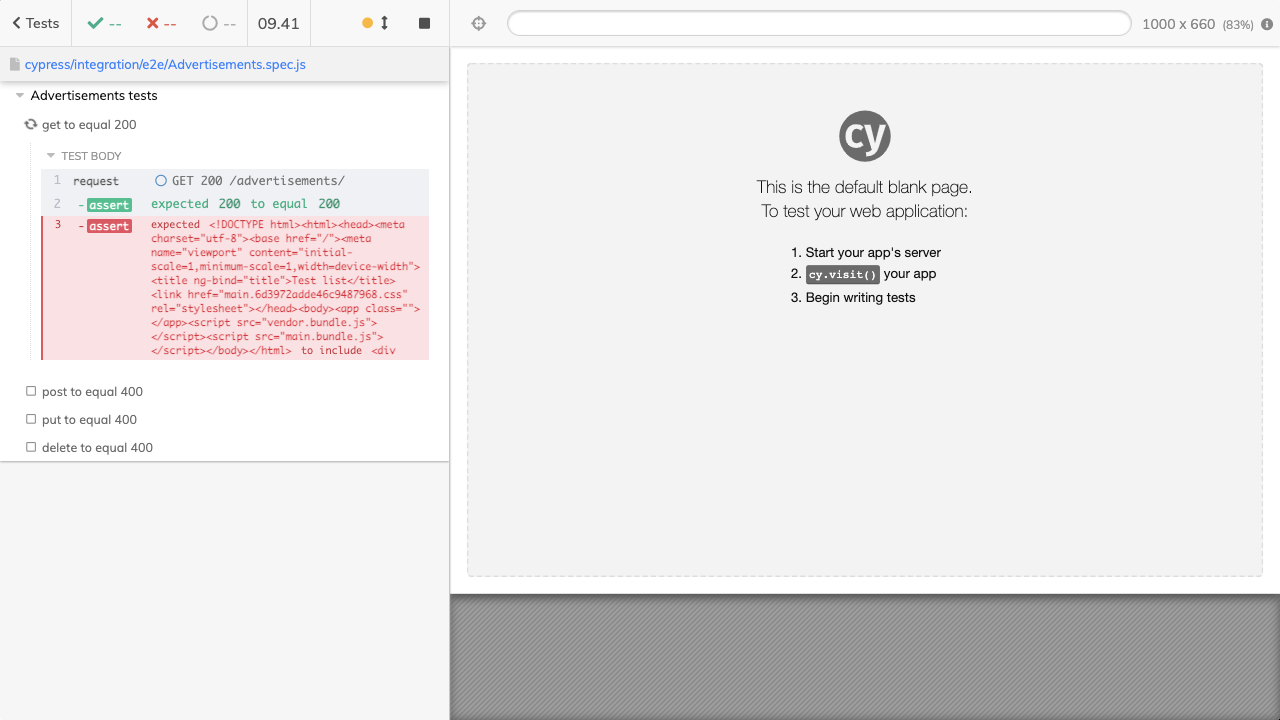 Tests
--
--
--
09.41
1000 x 660 (83%)
cypress/integration/e2e/Advertisements.spec.js
Advertisements tests
get to equal 200
TEST BODY
1 request GET 200 /advertisements/
2 -assert expected 200 to equal 200
3 -assert expected <!DOCTYPE html><html><head><meta
charset="utf-8"><base href="/"><meta
name="viewport" content="initial-
scale=1,minimum-scale=1,width=device-width">
<title ng-bind="title">Test list</title>
<link href="main.6d3972adde46c9487968.css"
rel="stylesheet"></head><body><app class="">
</app><script src="vendor.bundle.js">
</script><script src="main.bundle.js">
</script></body></html> to include <div
post to equal 400
put to equal 400
delete to equal 400
cy
This is the default blank page.
To test your web application:
1. Start your app's server
2. cy.visit() your app
3. Begin writing tests